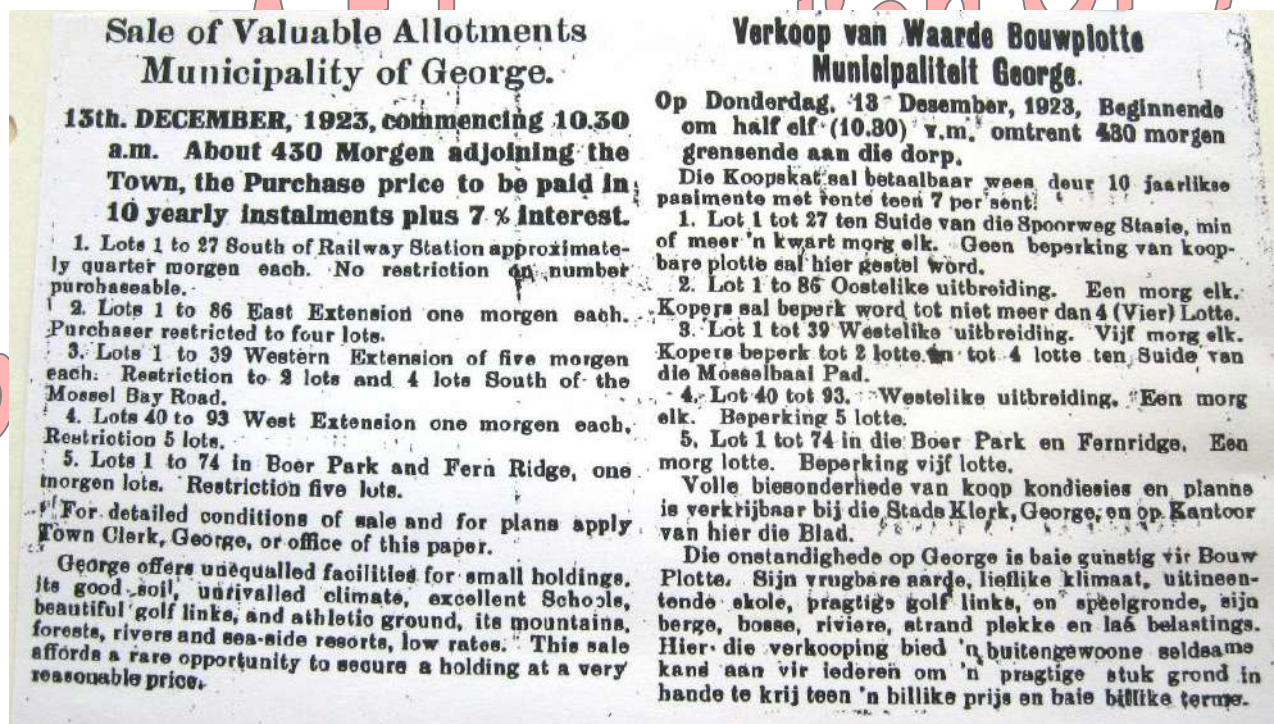 Sale of Valuable Allotments
Municipality of George.
13th. DECEMBER, 1923, commencing 10.30
a.m. About 430 Morgen adjoining the
Town, the Purchase price to be paid in
10 yearly instalments plus 7 % interest.
1. Lots 1 to 27 South of Railway Station approximate-
ly quarter morgen each. No restriction on number
purchaseable.
2. Lots 1 to 86 East Extension one morgen each.
Purchaser restricted to four lots.
3. Lots 1 to 39 Western Extension of five morgen
each. Restriction to 2 lots and 4 lots South of the
Mossel Bay Road.
4. Lots 40 to 93 West Extension one morgen each,
Restriction 5 lots.
5. Lots 1 to 74 in Boer Park and Fern Ridge, one
morgen lots. Restriction five lots.
For detailed conditions of sale and for plans apply
Town Clerk, George, or office of this paper.
George offers unequalled facilities for small holdings,
its good soil, unrivalled climate, excellent Schools,
beautiful golf links, and athletic ground, its mountains,
forests, rivers and sea-side resorts, low rates. This sale
affords a rare opportunity to secure a holding at a very
reasonable price.
Verkoop van Waarde Bouwplotte
Municipaliteit George.
Op Donderdag, 13 Desember, 1923, Beginnende
om half elf (10.30) v.m. omtrent 430 morgen
grensende aan die dorp.
Die Koopskat sal betaalbaar wees deur 10 jaarlikse
paaimente met rente teen 7 per sent.
1. Lot 1 tot 27 ten Suide van die Spoorweg Stasie, min
of meer 'n kwart morg elk. Geen beperking van koop-
bare plotte sal hier gestel word.
2. Lot 1 to 86 Oostelike uitbreiding. Een morg elk.
Kopers sal beperk word tot niet meer dan 4 (Vier) Lotte.
3. Lot 1 tot 39 Westelike uitbreiding. Vijf morg elk.
Kopers beperk tot 2 lotte en tot 4 lotte ten Suide van
die Mosselbaai Pad.
4. Lot 40 tot 93. Westelike uitbreiding. Een morg
elk. Beperking 5 lotte.
5. Lot 1 tot 74 in die Boer Park en Fernridge. Een
morg lotte. Beperking vijf lotte.
Volle biesonderhede van koop kondiesies en planne
is verkrijbaar bij die Stads Klerk, George, en op Kantoor
van hier die Blad.
Die onstandighede op George is baie gunstig vir Bouw
Plotte. Sijn vrugbare aarde, lieflike klimaat, uitineen-
tende skole, pragtige golf links, en speelgronde, sijn
berge, bosse, riviere, strand plekke en laé belastings.
Hier die verkooping bied 'n buitengewoone seldsame
kans aan vir iederen om 'n pragtige stuk grond in
hande te krij teen 'n billike prijs en baie billike terme.